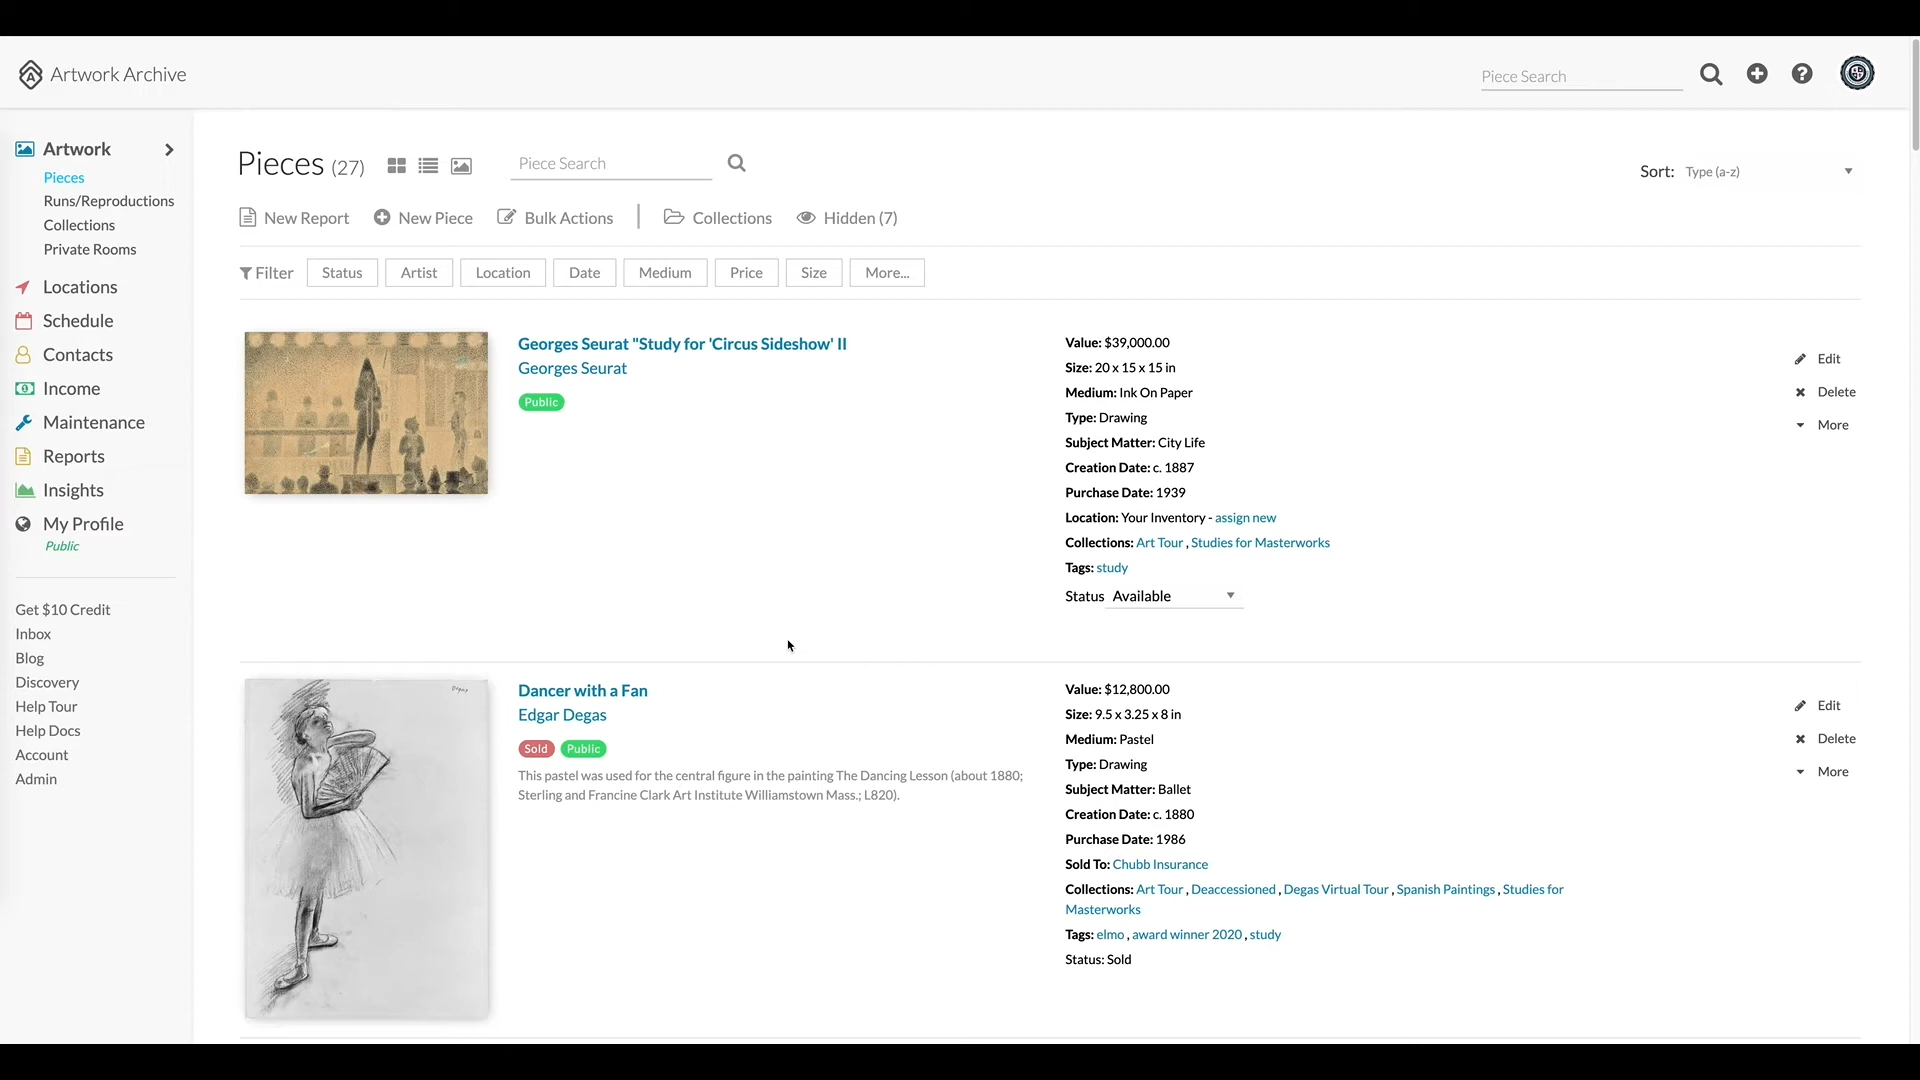 Artwork Archive
Piece Search
Artwork
Pieces
Runs/Reproductions
Collections
Private Rooms
Locations
Schedule
Contacts
Income
Maintenance
Reports
Insights
My Profile
Public
Get $10 Credit
Inbox
Blog
Discovery
Help Tour
Help Docs
Account
Admin
Pieces (27)
Piece Search
Sort: Type (a-z)
New Report New Piece Bulk Actions Collections Hidden (7)
Filter Status Artist Location Date Medium Price Size More...
Georges Seurat "Study for 'Circus Sideshow' II
Georges Seurat
Public
Value: $39,000.00
Size: 20 x 15 x 15 in
Medium: Ink On Paper
Type: Drawing
Subject Matter: City Life
Creation Date: c. 1887
Purchase Date: 1939
Location: Your Inventory - assign new
Collections: Art Tour , Studies for Masterworks
Tags: study
Status Available
Edit
Delete
More
Degas
Dancer with a Fan
Edgar Degas
Sold Public
This pastel was used for the central figure in the painting The Dancing Lesson (about 1880;
Sterling and Francine Clark Art Institute Williamstown Mass.; L820).
Value: $12,800.00
Size: 9.5 x 3.25 x 8 in
Medium: Pastel
Type: Drawing
Subject Matter: Ballet
Creation Date: c. 1880
Purchase Date: 1986
Sold To: Chubb Insurance
Collections: Art Tour , Deaccessioned , Degas Virtual Tour , Spanish Paintings , Studies for
Masterworks
Tags: elmo , award winner 2020 , study
Status: Sold
Edit
Delete
More